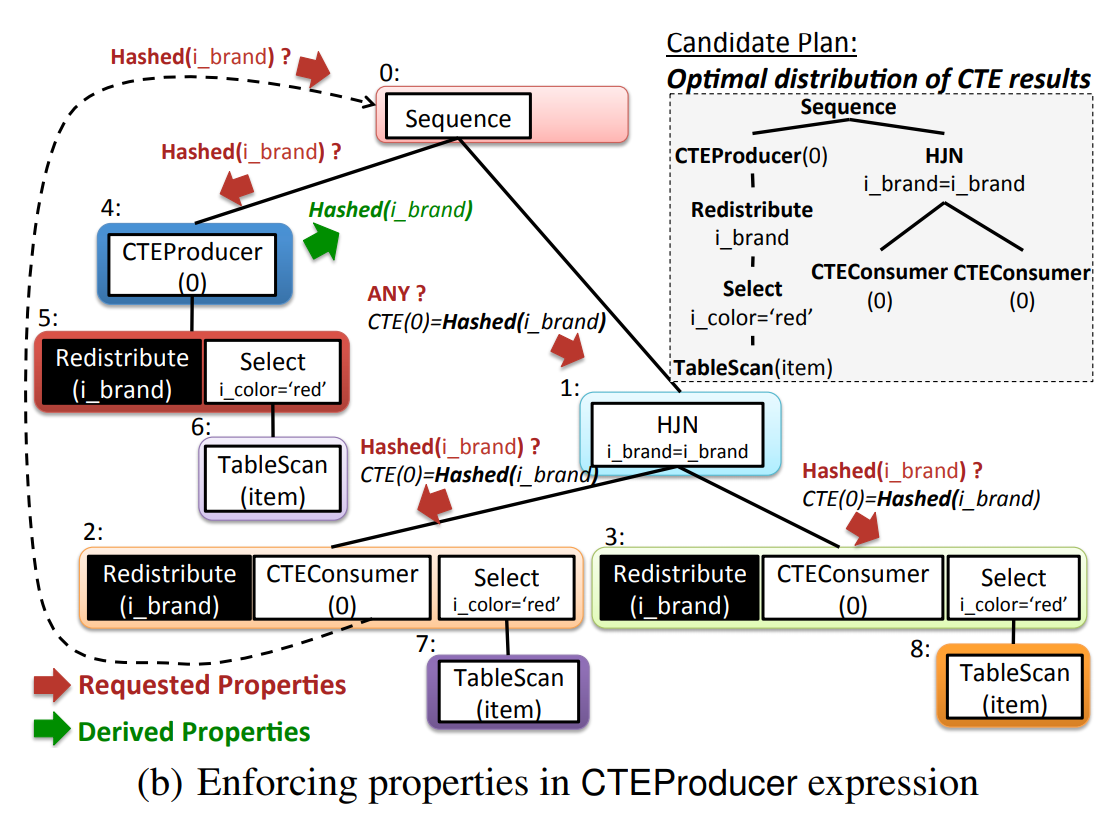 Hashed(i_brand) ?
0:
Sequence
Hashed(i_brand) ?
4:
Hashed(i_brand)
CTEProducer
(0)
ANY ?
CTE(0)=Hashed(i_brand)
5:
Redistribute
(i_brand)
Select
i_color=‘red’
6:
TableScan
(item)
1:
HJN
i_brand=i_brand
Hashed(i_brand) ?
CTE(0)=Hashed(i_brand)
Hashed(i_brand) ?
CTE(0)=Hashed(i_brand)
2:
Redistribute
(i_brand)
CTEConsumer
(0)
Select
i_color=‘red’
3:
Redistribute
(i_brand)
CTEConsumer
(0)
Select
i_color=‘red’
7:
TableScan
(item)
8:
TableScan
(item)
Requested Properties
Derived Properties
Candidate Plan:
Optimal distribution of CTE results
Sequence
CTEProducer(0)
HJN
i_brand=i_brand
Redistribute
i_brand
CTEConsumer
(0)
CTEConsumer
(0)
Select
i_color=‘red’
TableScan(item)
(b) Enforcing properties in CTEProducer expression